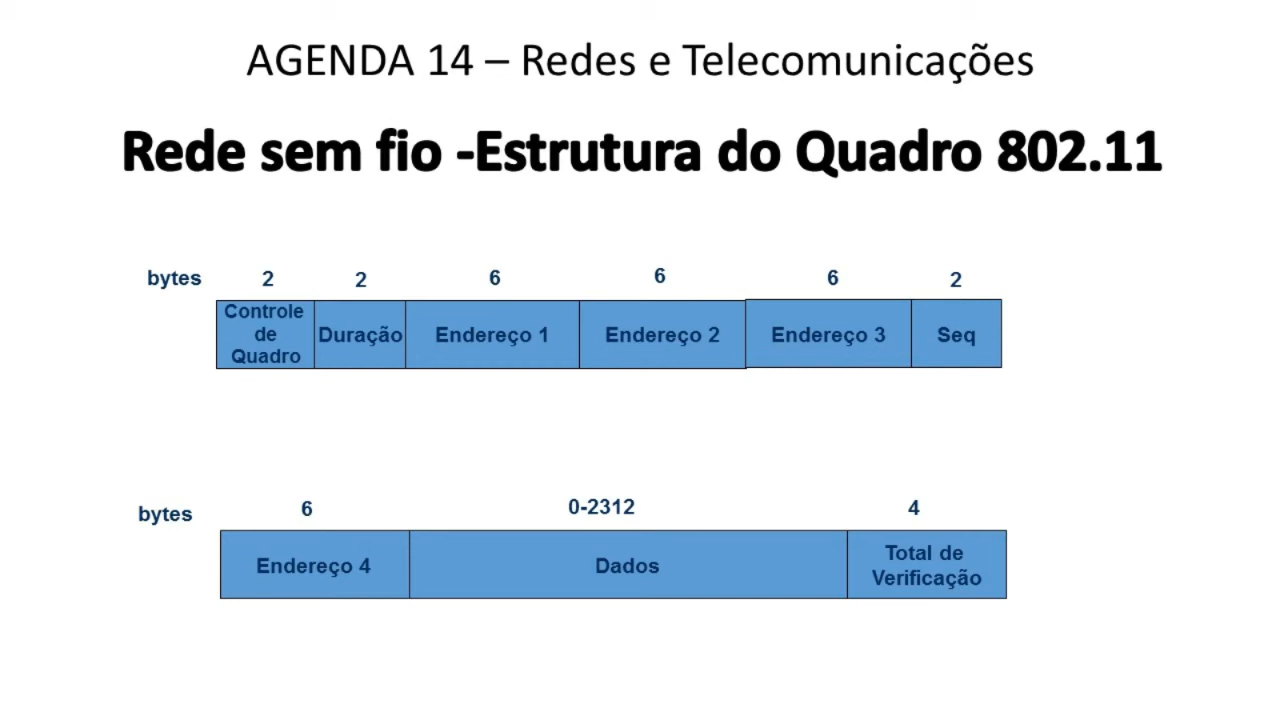 AGENDA 14 – Redes e Telecomunicações
Rede sem fio -Estrutura do Quadro 802.11
bytes 2 2 6 6 6 2
Controle de Quadro Duração Endereço 1 Endereço 2 Endereço 3 Seq
bytes 6 0-2312 4
Endereço 4 Dados Total de Verificação